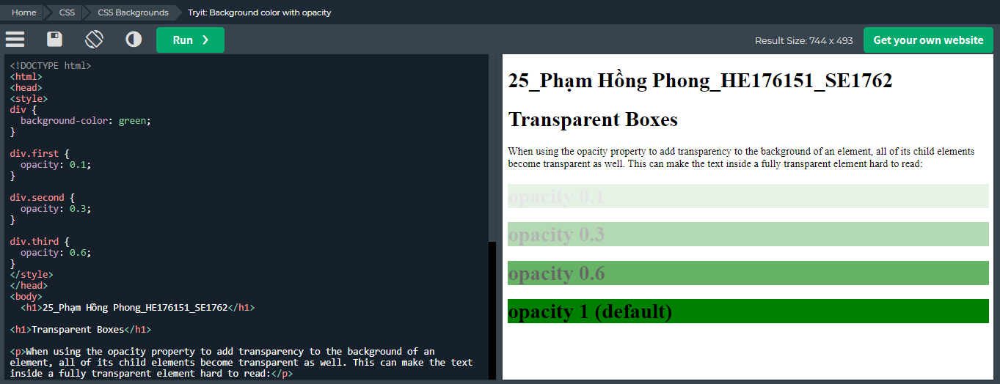 Home CSS CSS Backgrounds Tryit: Background color with opacity
Run ❯ Result Size: 744 x 493 Get your own website
<!DOCTYPE html>
<html>
<head>
<style>
div {
  background-color: green;
}

div.first {
  opacity: 0.1;
}

div.second {
  opacity: 0.3;
}

div.third {
  opacity: 0.6;
}
</style>
</head>
<body>
  <h1>25_Phạm Hồng Phong_HE176151_SE1762</h1>

<h1>Transparent Boxes</h1>

<p>When using the opacity property to add transparency to the background of an
element, all of its child elements become transparent as well. This can make the text
inside a fully transparent element hard to read:</p>
25_Phạm Hồng Phong_HE176151_SE1762
Transparent Boxes
When using the opacity property to add transparency to the background of an element, all of its child elements
become transparent as well. This can make the text inside a fully transparent element hard to read:
opacity 0.1
opacity 0.3
opacity 0.6
opacity 1 (default)